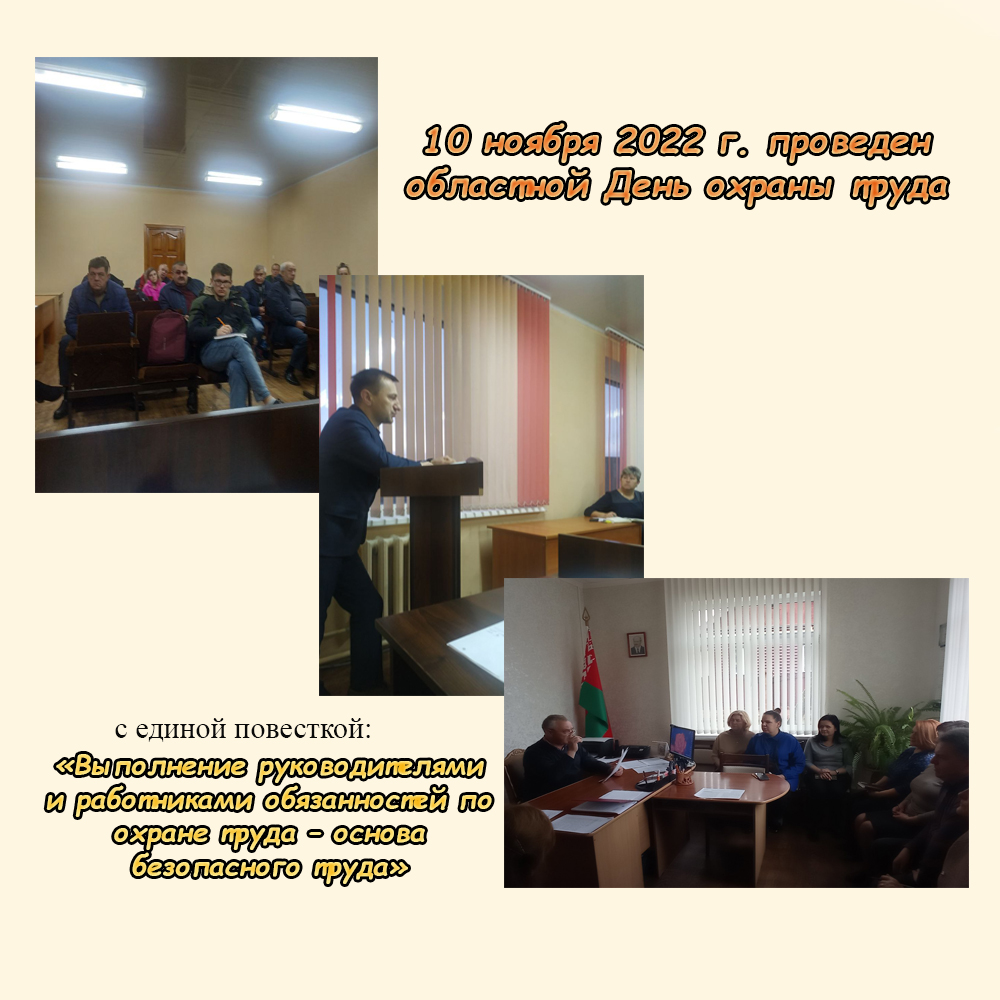 10 ноября 2022 г. проведен
областной День охраны труда
с единой повесткой:
«Выполнение руководителями
и работниками обязанностей по
охране труда – основа
безопасного труда»